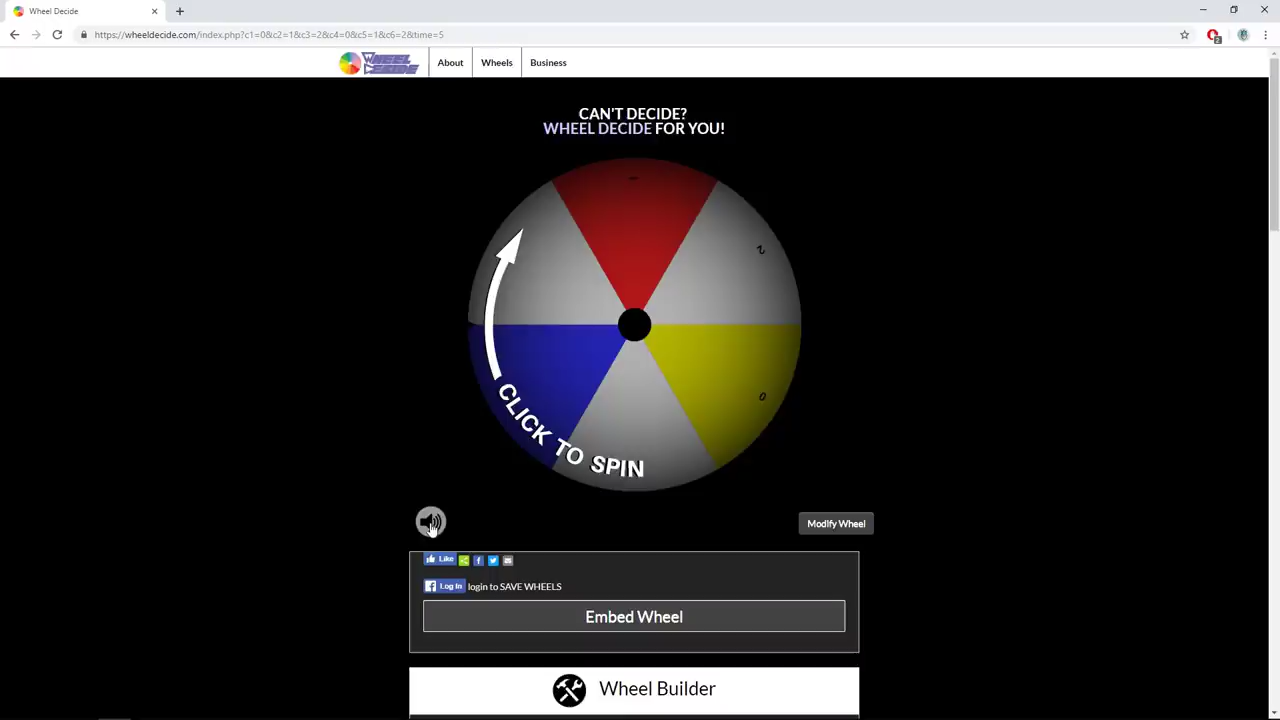 Wheel Decide
https://wheeldecide.com/index.php?c1=0&c2=1&c3=2&c4=0&c5=1&c6=2&time=5
WHEEL DECIDE
About
Wheels
Business
CAN'T DECIDE?
WHEEL DECIDE FOR YOU!
2
0
CLICK TO SPIN
Modify Wheel
Like
Log In login to SAVE WHEELS
Embed Wheel
Wheel Builder